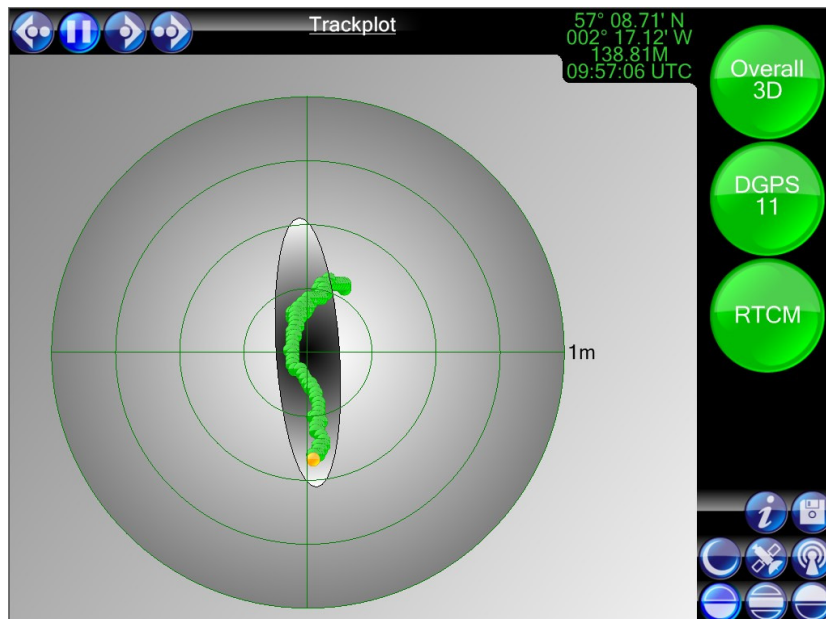 Trackplot
57° 08.71' N
002° 17.12' W
138.81M
09:57:06 UTC
Overall
3D
DGPS
11
RTCM
1m
i